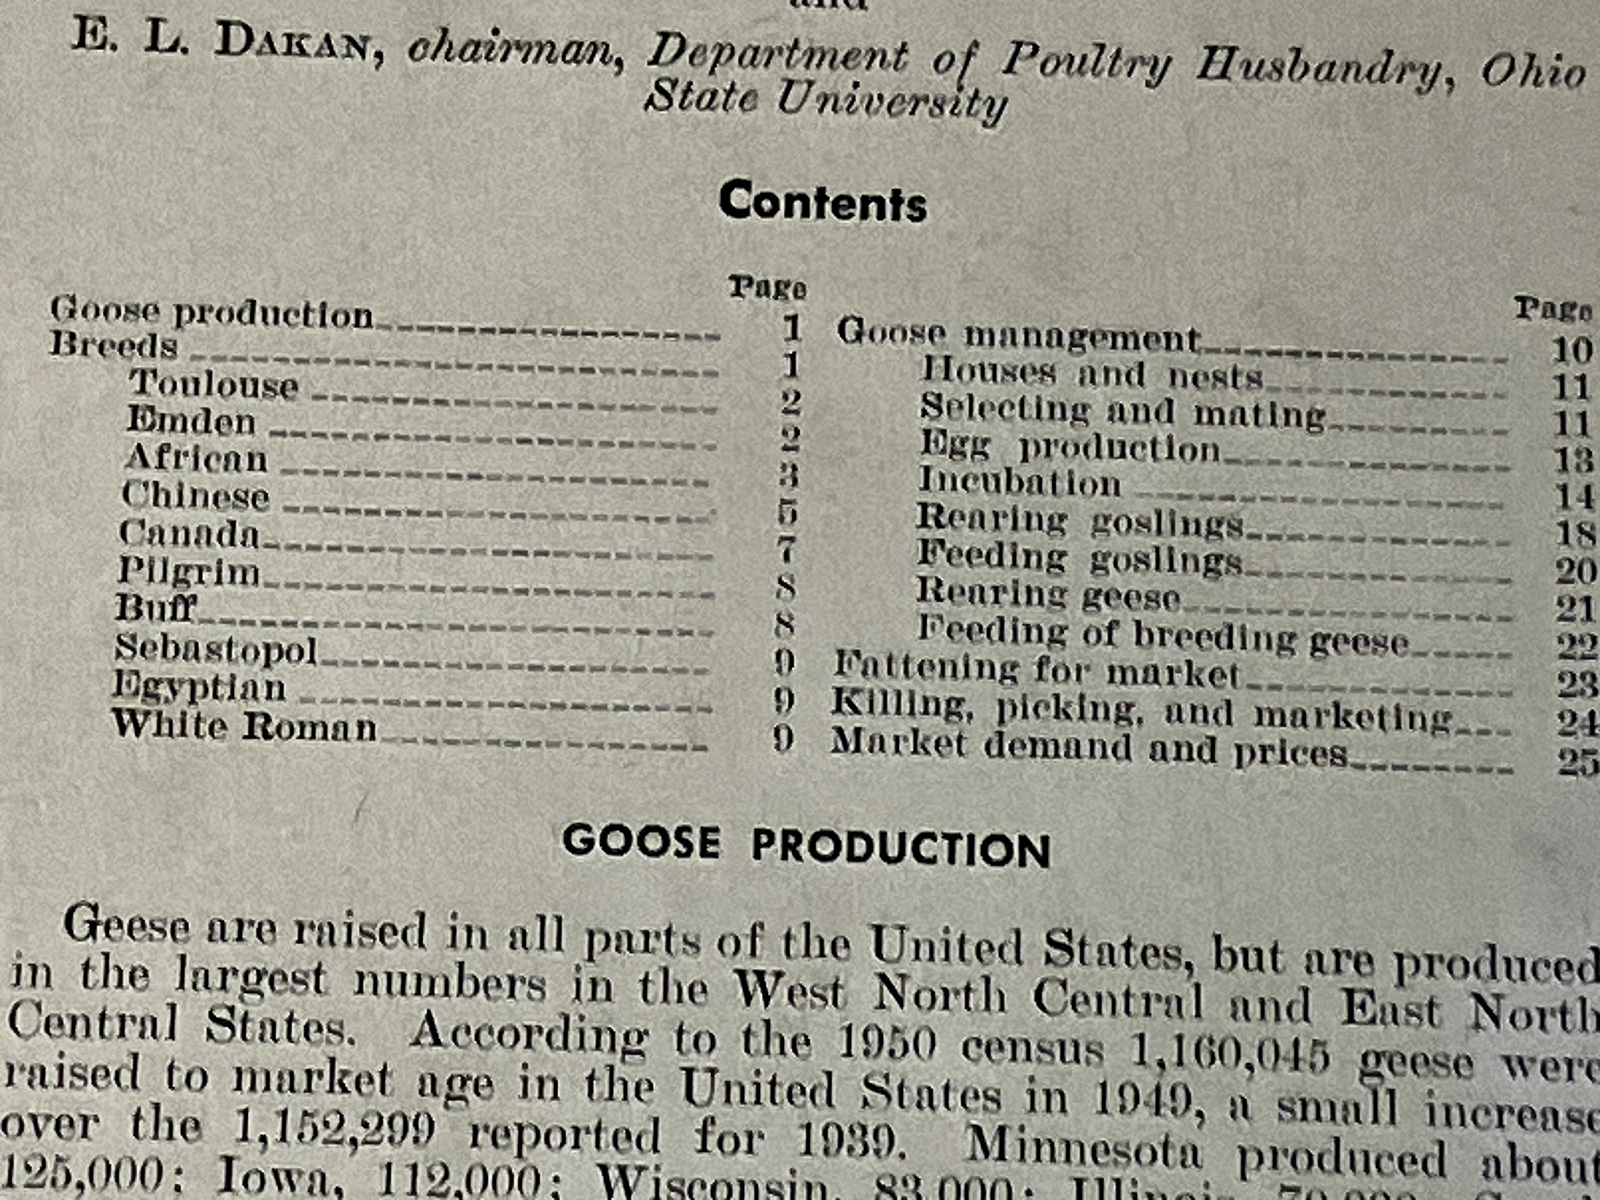 and
E. L. DAKAN, chairman, Department of Poultry Husbandry, Ohio
State University
Contents
Page
Goose production 1
Breeds 1
Toulouse 2
Emden 2
African 3
Chinese 5
Canada 7
Pilgrim 8
Buff 8
Sebastopol 9
Egyptian 9
White Roman 9
Page
Goose management 10
Houses and nests 11
Selecting and mating 11
Egg production 13
Incubation 14
Rearing goslings 18
Feeding goslings 20
Rearing geese 21
Feeding of breeding geese 22
Fattening for market 23
Killing, picking, and marketing 24
Market demand and prices 25
GOOSE PRODUCTION
Geese are raised in all parts of the United States, but are produced
in the largest numbers in the West North Central and East North
Central States. According to the 1950 census 1,160,045 geese were
raised to market age in the United States in 1949, a small increase
over the 1,152,299 reported for 1939. Minnesota produced about
125,000; Iowa, 112,000; Wisconsin, 83,000; Illinois,